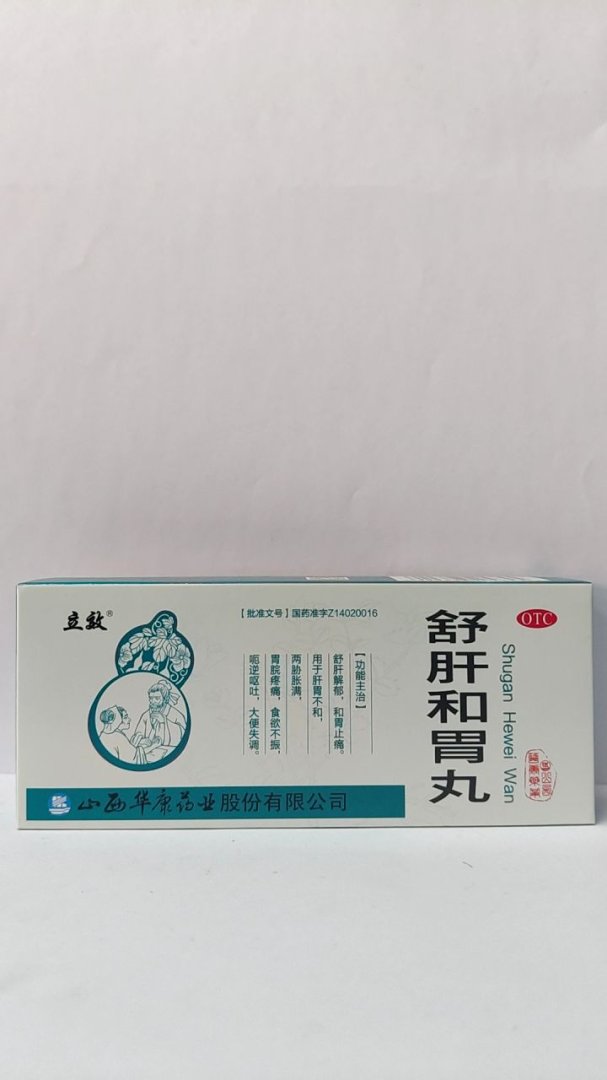 立效®
【批准文号】国药准字Z14020016
【功能主治】
舒肝解郁，和胃止痛。
用于肝胃不和，
两胁胀满，
胃脘疼痛，食欲不振，
呃逆呕吐，大便失调。
舒肝和胃丸
Shugan Hewei Wan
OTC
山西华康药业股份有限公司